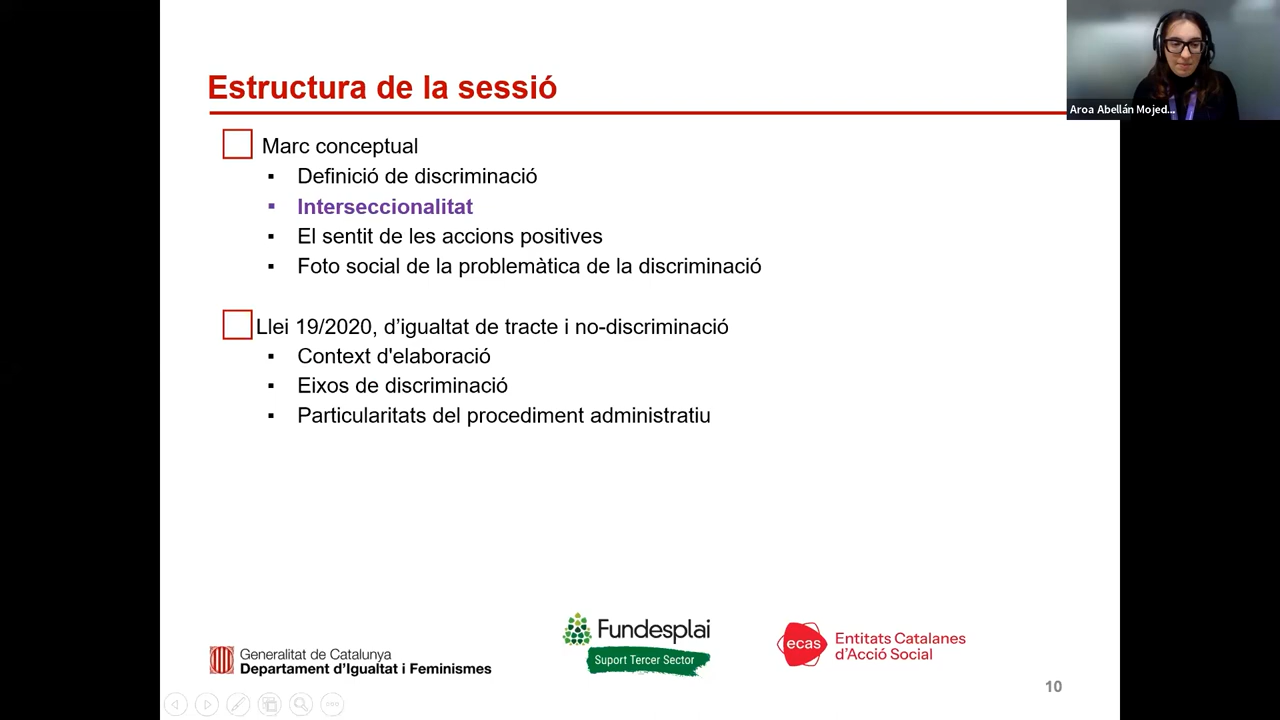 Estructura de la sessió
Aroa Abellán Mojed...
Marc conceptual
Definició de discriminació
Interseccionalitat
El sentit de les accions positives
Foto social de la problemàtica de la discriminació
Llei 19/2020, d’igualtat de tracte i no-discriminació
Context d'elaboració
Eixos de discriminació
Particularitats del procediment administratiu
Generalitat de Catalunya
Departament d’Igualtat i Feminismes
Fundesplai
Suport Tercer Sector
ecas
Entitats Catalanes
d’Acció Social
10